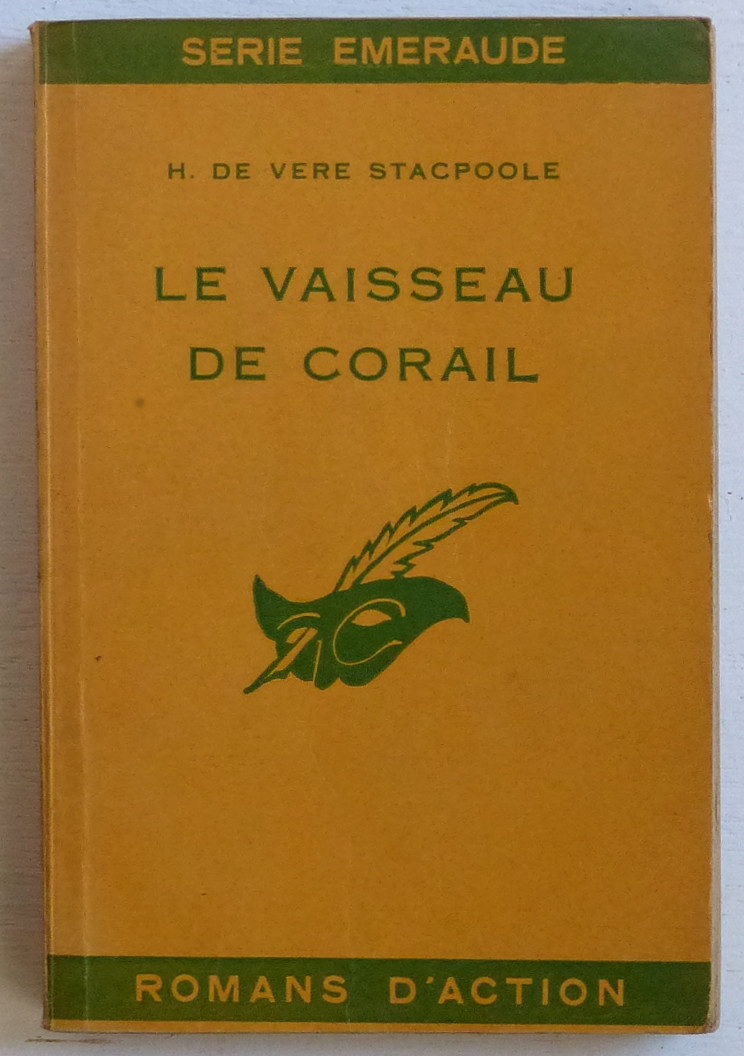 SERIE EMERAUDE
H. DE VERE STACPOOLE
LE VAISSEAU
DE CORAIL
ROMANS D'ACTION